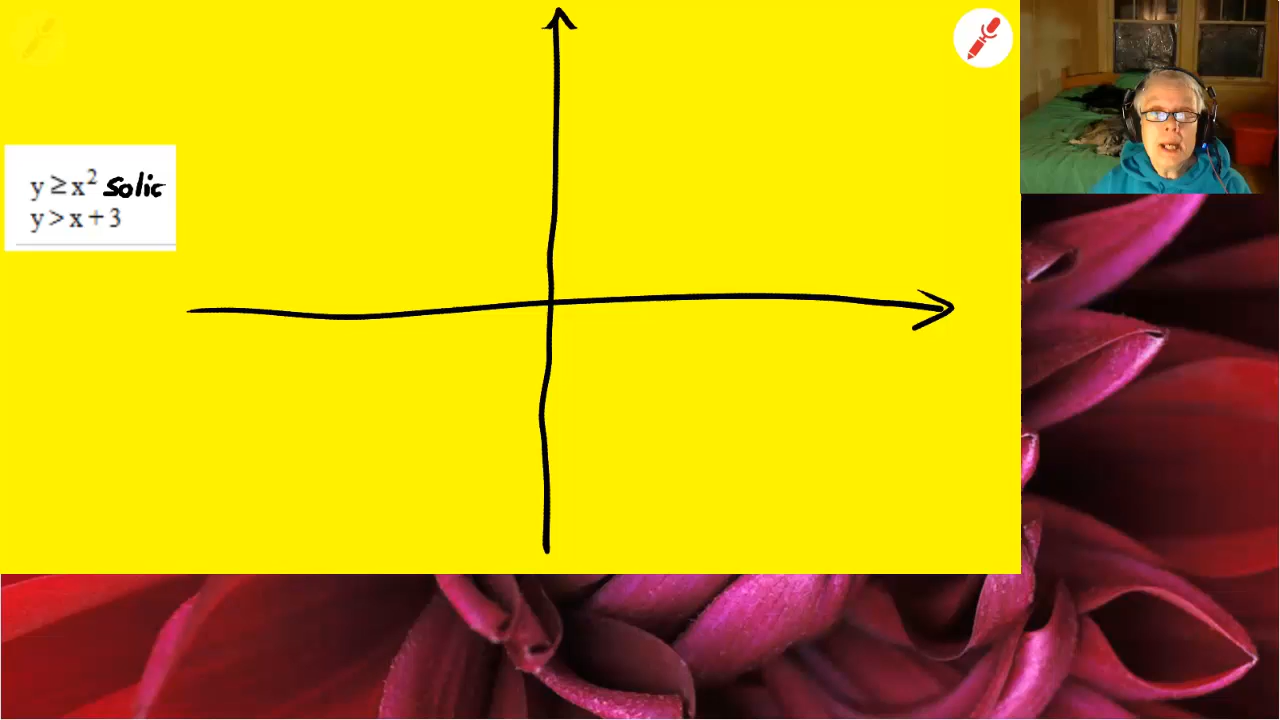 y ≥ x² solic
y > x + 3